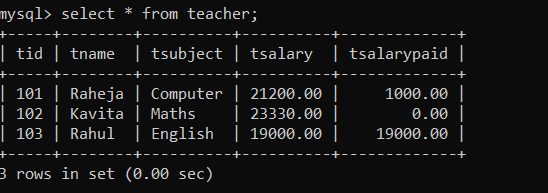 mysql> select * from teacher;
+-----+--------+----------+----------+-------------+
| tid | tname | tsubject | tsalary | tsalarypaid |
+-----+--------+----------+----------+-------------+
| 101 | Raheja | Computer | 21200.00 | 1000.00 |
| 102 | Kavita | Maths | 23330.00 | 0.00 |
| 103 | Rahul | English | 19000.00 | 19000.00 |
+-----+--------+----------+----------+-------------+
3 rows in set (0.00 sec)